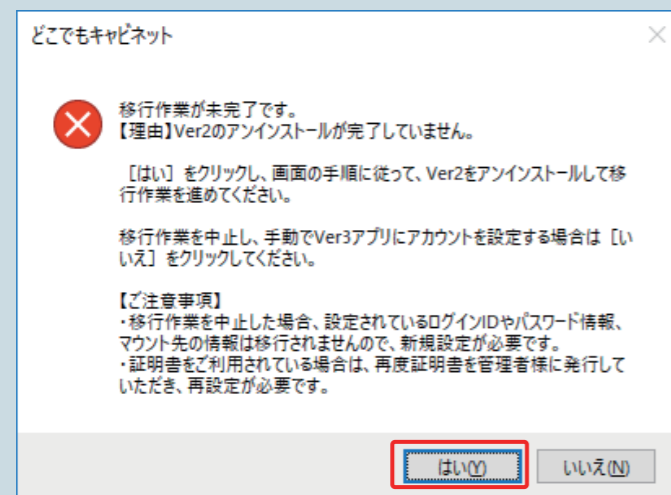 どこでもキャビネット
移行作業が未完了です。
【理由】Ver2のアンインストールが完了していません。
［はい］をクリックし、画面の手順に従って、Ver2をアンインストールして移
行作業を進めてください。
移行作業を中止し、手動でVer3アプリにアカウントを設定する場合は［い
いえ］をクリックしてください。
【ご注意事項】
・移行作業を中止した場合、設定されているログインIDやパスワード情報、
マウント先の情報は移行されませんので、新規設定が必要です。
・証明書をご利用されている場合は、再度証明書を管理者様に発行して
いただき、再設定が必要です。
はい(Y)
いいえ(N)